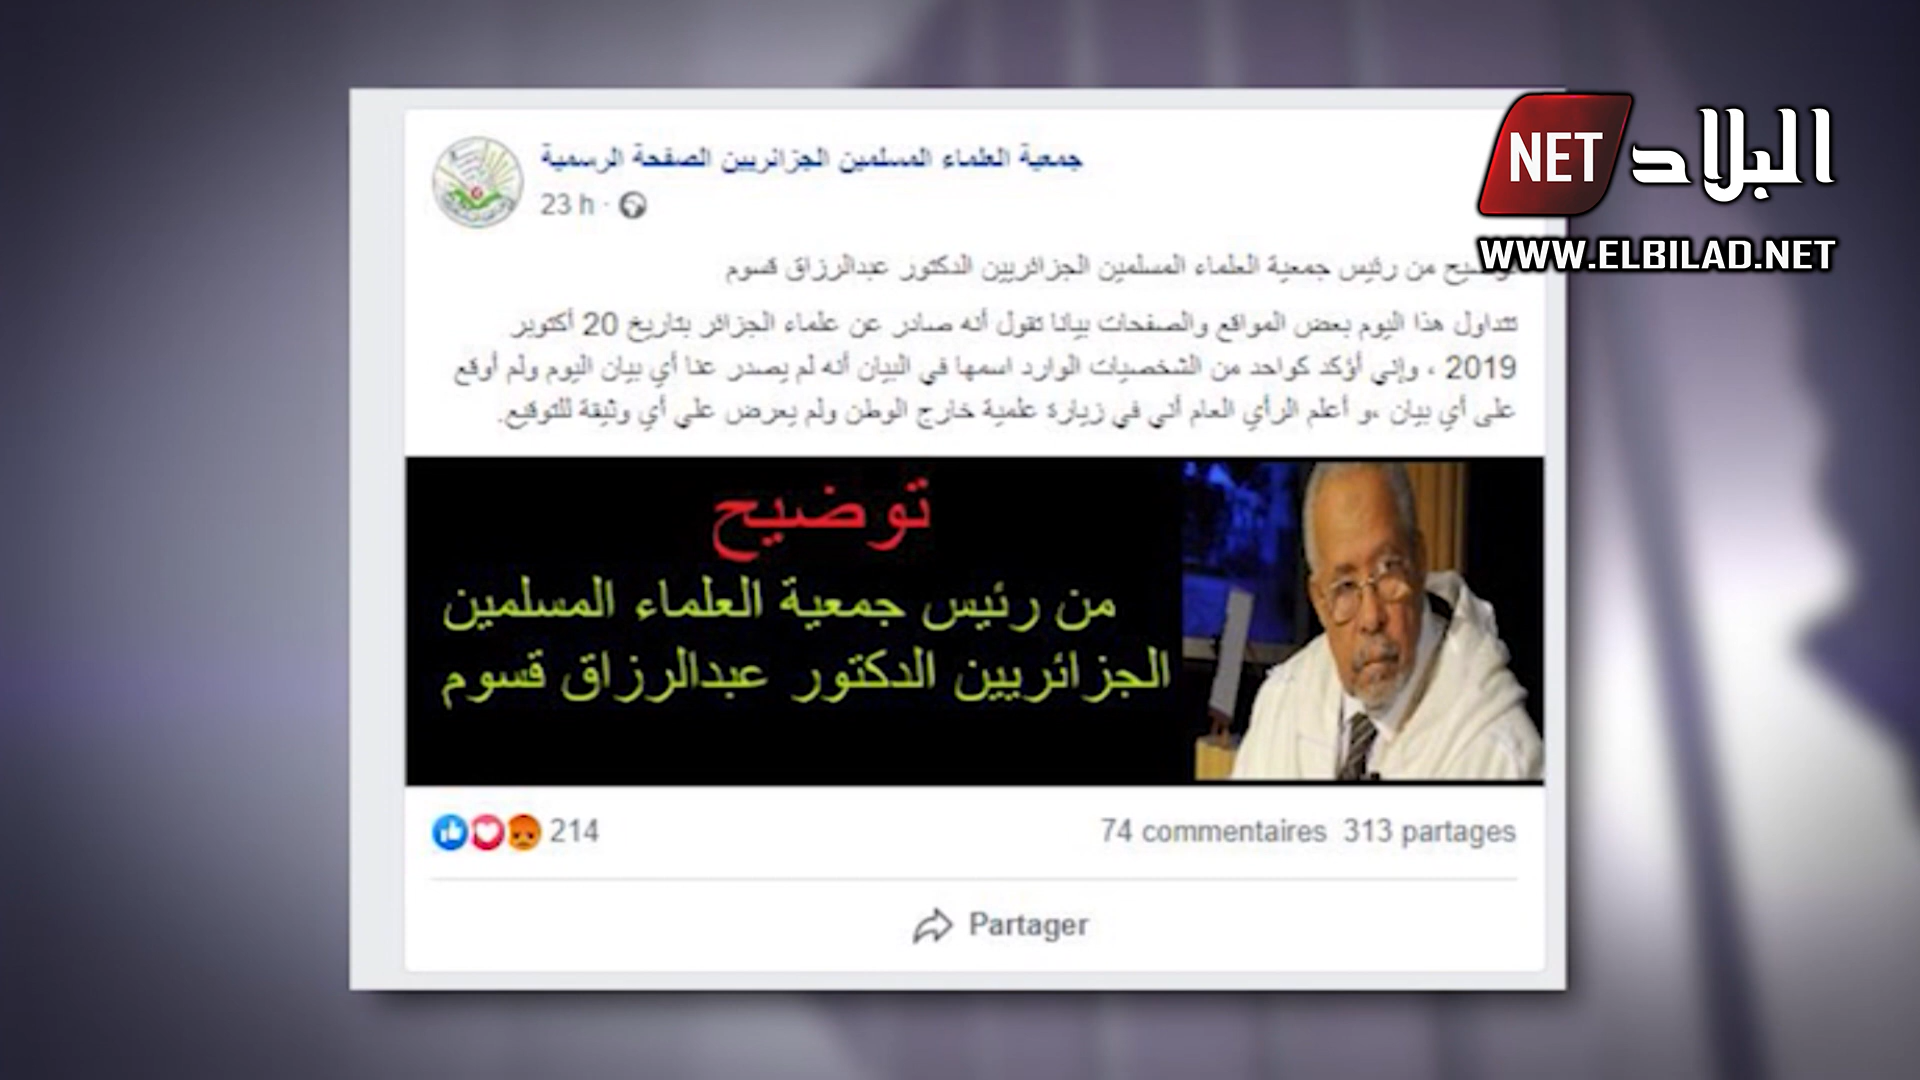 البلاد NET
WWW.ELBILAD.NET
جمعية العلماء المسلمين الجزائريين الصفحة الرسمية
23 h ·
من رئيس جمعية العلماء المسلمين الجزائريين الدكتور عبدالرزاق قسوم
تتداول هذا اليوم بعض المواقع والصفحات بيانا تقول أنه صادر عن علماء الجزائر بتاريخ 20 أكتوبر
2019 ، وإني أؤكد كواحد من الشخصيات الوارد اسمها في البيان أنه لم يصدر عنا أي بيان اليوم ولم أوقع
على أي بيان ،و أعلم الرأي العام أني في زيارة علمية خارج الوطن ولم يعرض علي أي وثيقة للتوقيع.
توضيح
من رئيس جمعية العلماء المسلمين
الجزائريين الدكتور عبدالرزاق قسوم
214
74 commentaires 313 partages
Partager